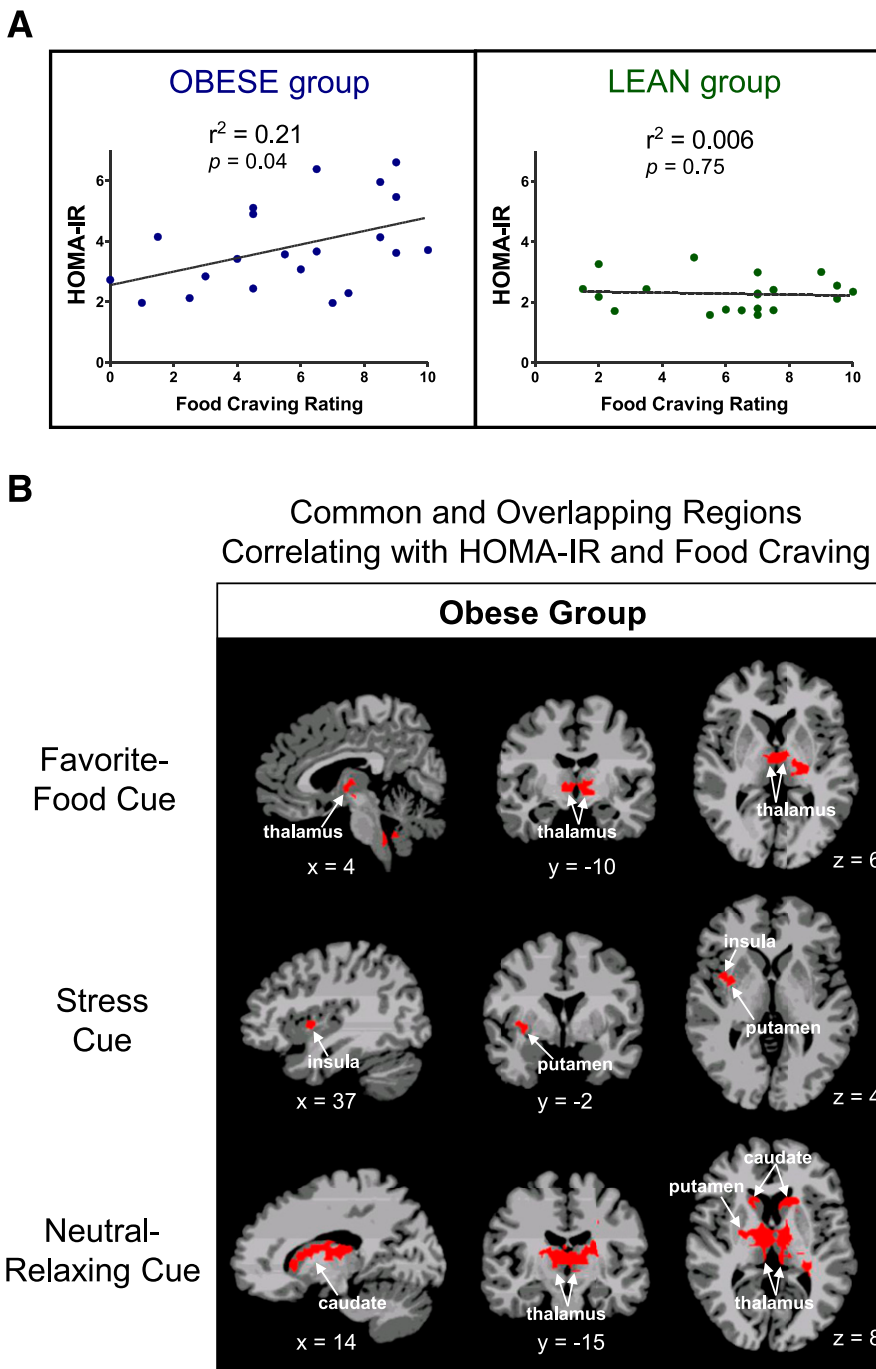 A
OBESE group
r² = 0.21
p = 0.04
HOMA-IR
6
4
2
0
0 2 4 6 8 10
Food Craving Rating
LEAN group
r² = 0.006
p = 0.75
HOMA-IR
6
4
2
0
0 2 4 6 8 10
Food Craving Rating
B
Common and Overlapping Regions
Correlating with HOMA-IR and Food Craving
Obese Group
Favorite-
Food Cue
thalamus
x = 4
thalamus
y = -10
thalamus
z = 6
Stress
Cue
insula
x = 37
putamen
y = -2
insula
putamen
z = 4
Neutral-
Relaxing Cue
caudate
x = 14
thalamus
y = -15
caudate
putamen
thalamus
z = 8